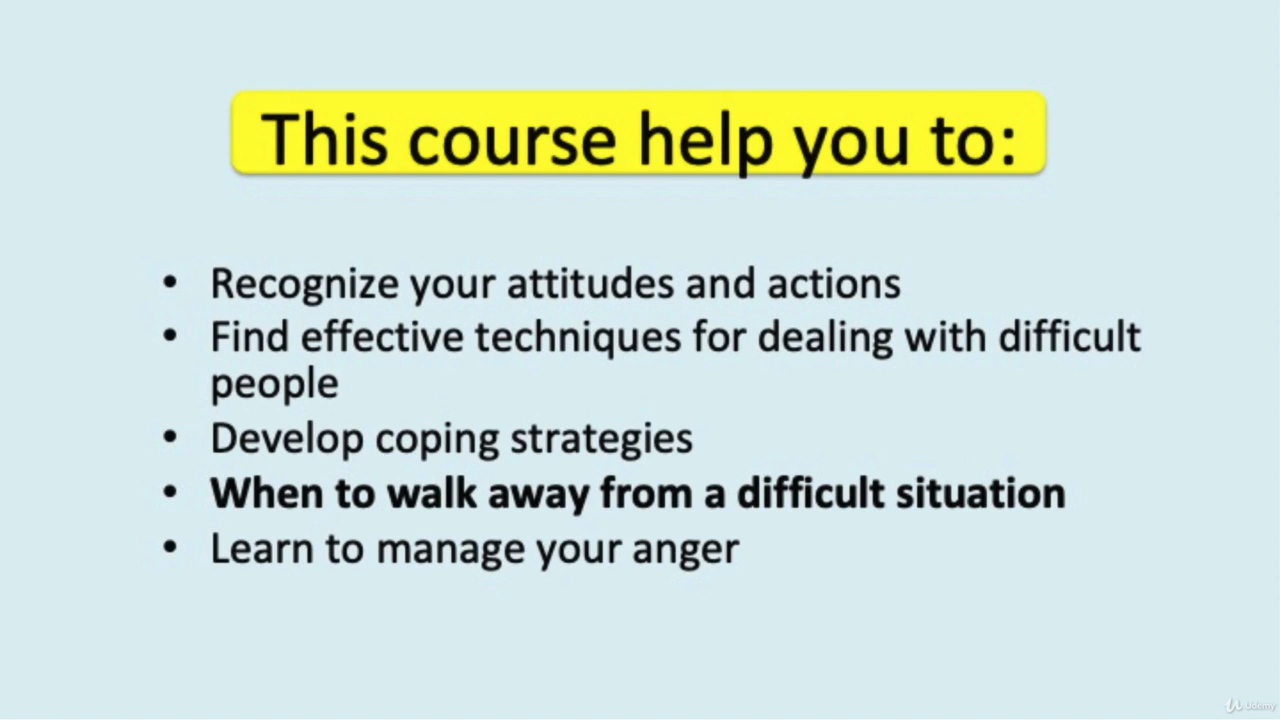 This course help you to:
• Recognize your attitudes and actions
• Find effective techniques for dealing with difficult
people
• Develop coping strategies
• When to walk away from a difficult situation
• Learn to manage your anger
Udemy